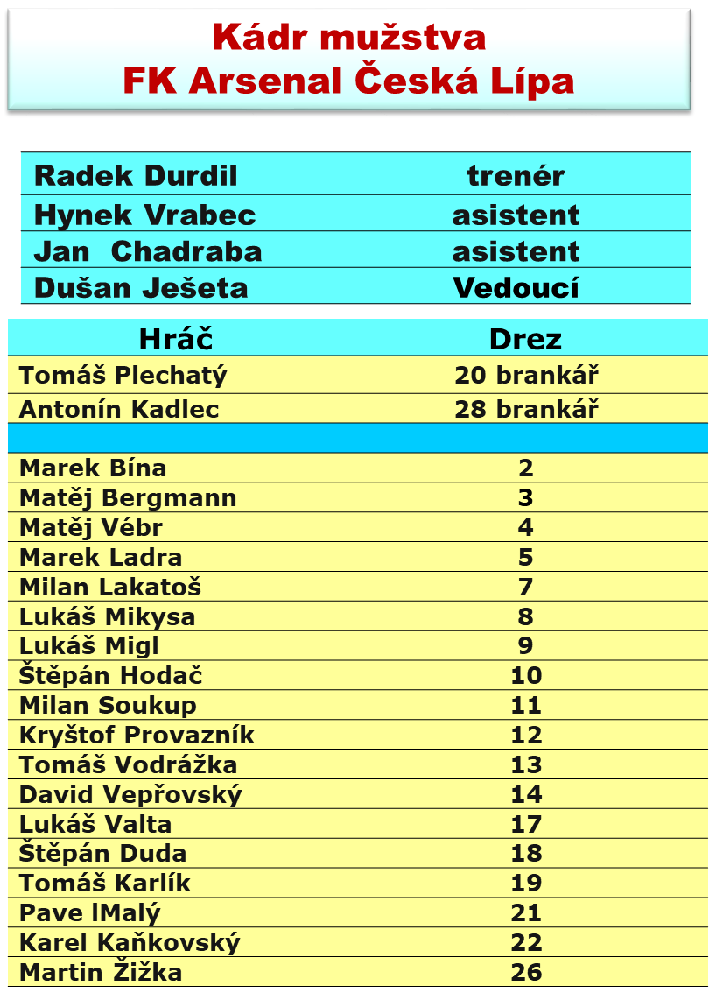 Kádr mužstva
FK Arsenal Česká Lípa
Radek Durdil trenér
Hynek Vrabec asistent
Jan  Chadraba asistent
Dušan Ješeta Vedoucí
Hráč Drez
Tomáš Plechatý 20 brankář
Antonín Kadlec 28 brankář
Marek Bína 2
Matěj Bergmann 3
Matěj Vébr 4
Marek Ladra 5
Milan Lakatoš 7
Lukáš Mikysa 8
Lukáš Migl 9
Štěpán Hodač 10
Milan Soukup 11
Kryštof Provazník 12
Tomáš Vodrážka 13
David Vepřovský 14
Lukáš Valta 17
Štěpán Duda 18
Tomáš Karlík 19
Pave lMalý 21
Karel Kaňkovský 22
Martin Žižka 26